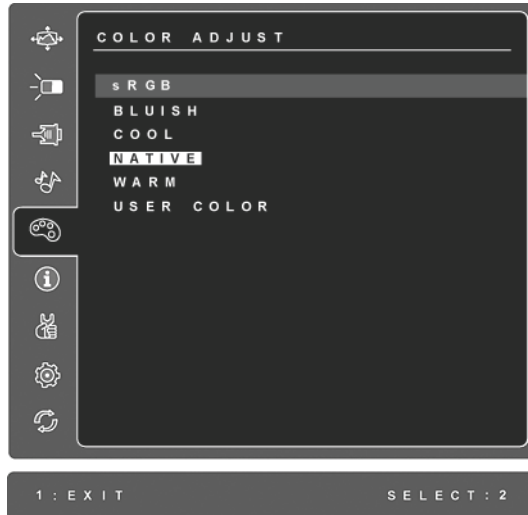 COLOR ADJUST
sRGB
BLUISH
COOL
NATIVE
WARM
USER COLOR
1:EXIT SELECT:2